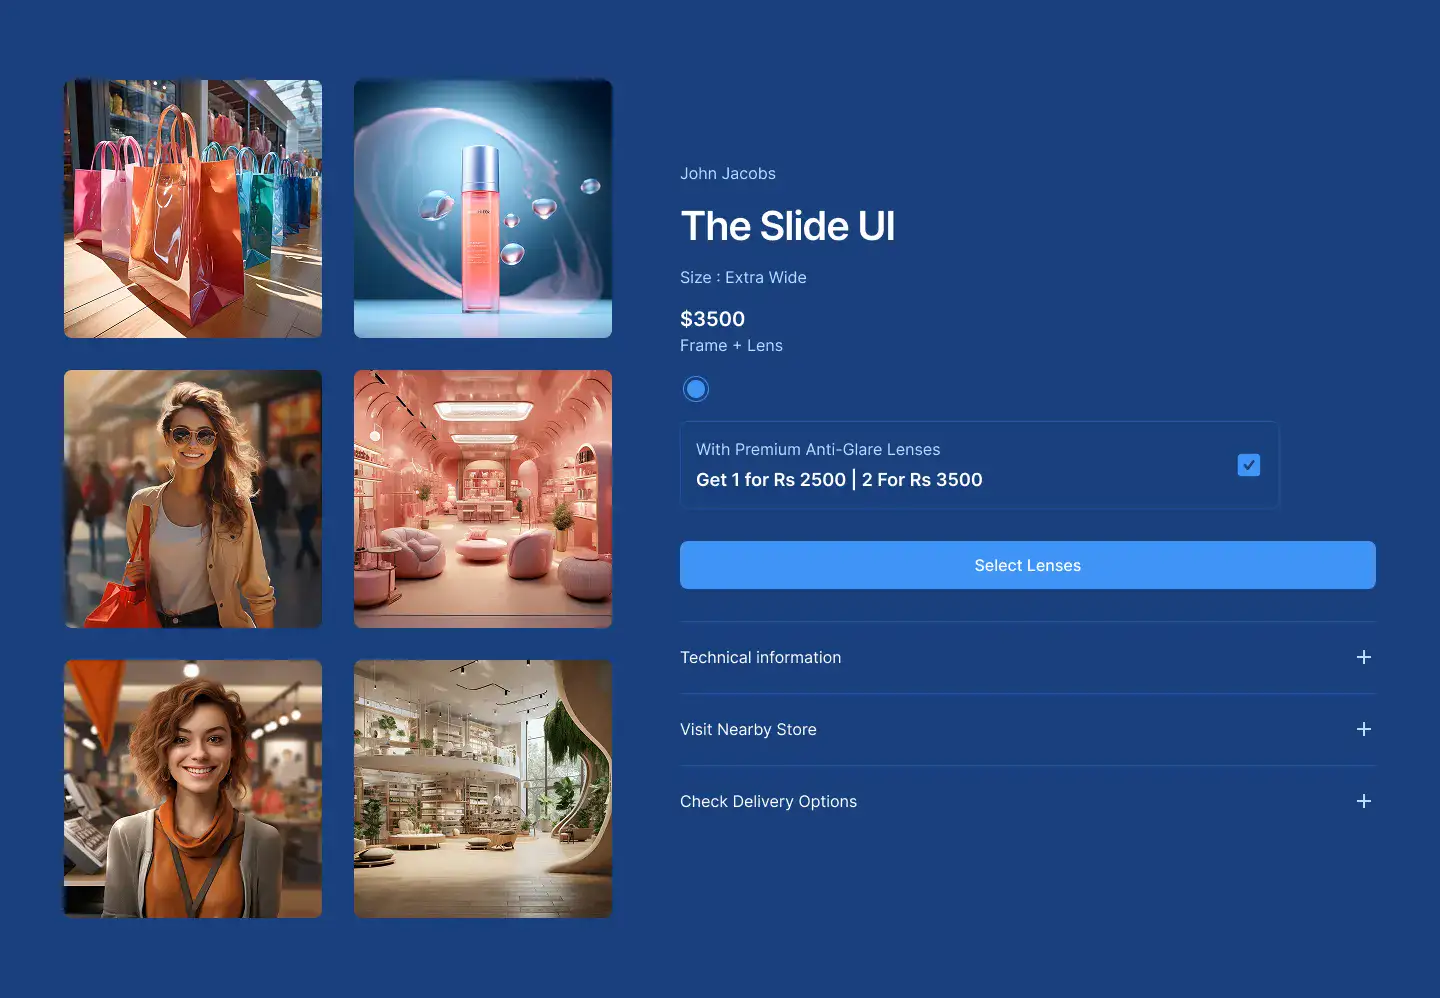 John Jacobs
The Slide UI
Size : Extra Wide
$3500
Frame + Lens
With Premium Anti-Glare Lenses
Get 1 for Rs 2500 | 2 For Rs 3500
Select Lenses
Technical information
Visit Nearby Store
Check Delivery Options